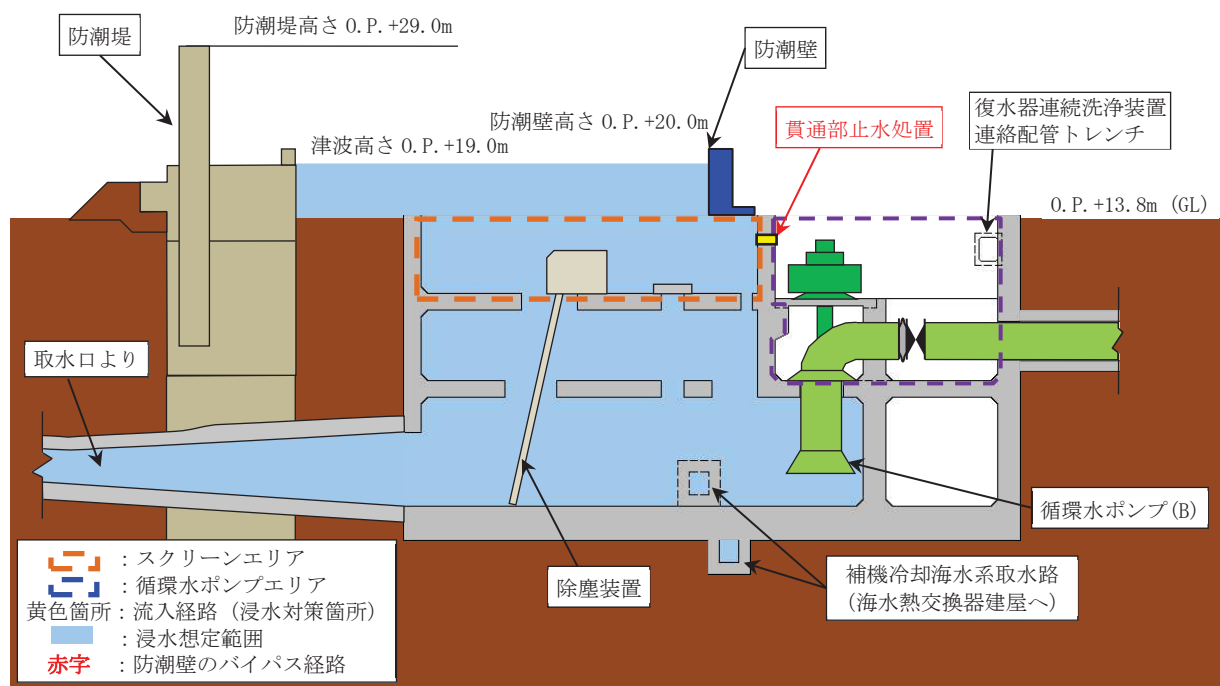 防潮堤高さ O.P.+29.0m
防潮堤
防潮壁
防潮壁高さ O.P.+20.0m
貫通部止水処置
復水器連続洗浄装置
連絡配管トレンチ
津波高さ O.P.+19.0m
O.P.+13.8m (GL)
取水口より
循環水ポンプ(B)
除塵装置
補機冷却海水系取水路
(海水熱交換器建屋へ)
：スクリーンエリア
：循環水ポンプエリア
黄色箇所：流入経路（浸水対策箇所）
：浸水想定範囲
赤字：防潮壁のバイパス経路